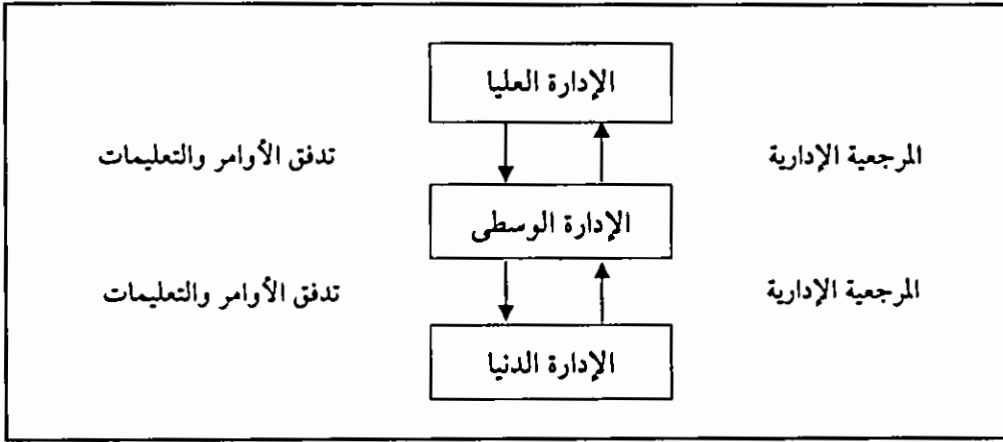 الإدارة العليا
المرجعية الإدارية
تدفق الأوامر والتعليمات
الإدارة الوسطى
المرجعية الإدارية
تدفق الأوامر والتعليمات
الإدارة الدنيا